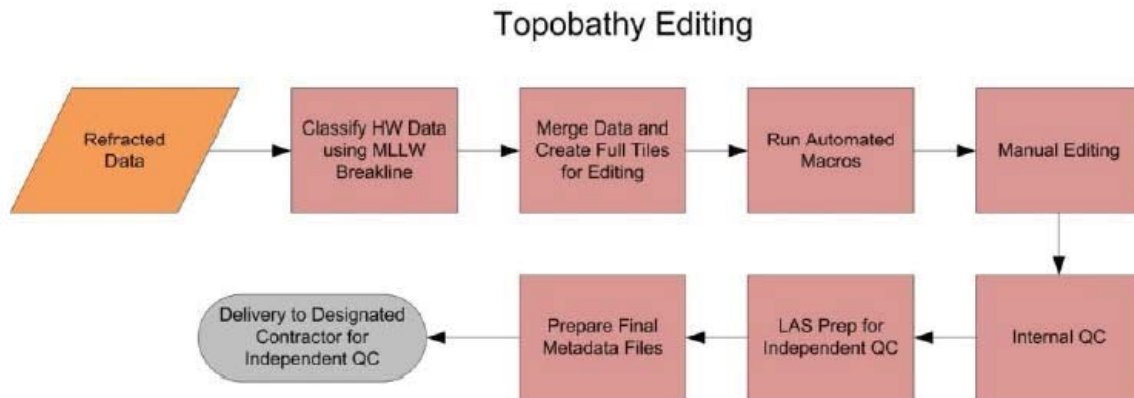 Topobathy Editing
Refracted
Data
Classify HW Data
using MLLW
Breakline
Merge Data and
Create Full Tiles
for Editing
Run Automated
Macros
Manual Editing
Delivery to Designated
Contractor for
Independent QC
Prepare Final
Metadata Files
LAS Prep for
Independent QC
Internal QC